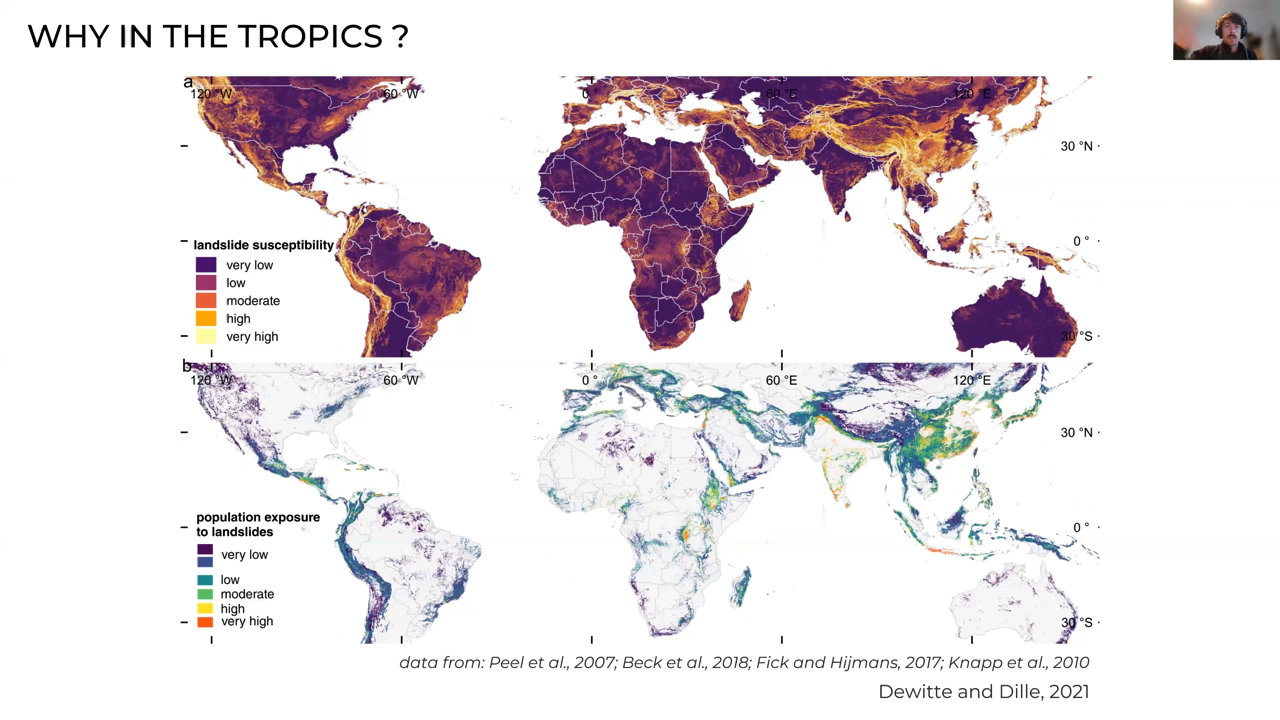 WHY IN THE TROPICS ?
a
120 °W
60 °W
0 °
60 °E
120 °E
30 °N
0 °
30 °S
landslide susceptibility
very low
low
moderate
high
very high
b
120 °W
60 °W
0 °
60 °E
120 °E
30 °N
0 °
30 °S
population exposure
to landslides
very low
low
moderate
high
very high
data from: Peel et al., 2007; Beck et al., 2018; Fick and Hijmans, 2017; Knapp et al., 2010
Dewitte and Dille, 2021